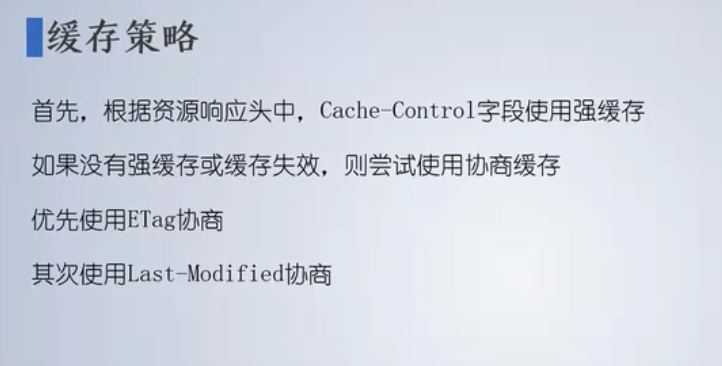 缓存策略
首先，根据资源响应头中，Cache-Control字段使用强缓存
如果没有强缓存或缓存失效，则尝试使用协商缓存
优先使用ETag协商
其次使用Last-Modified协商